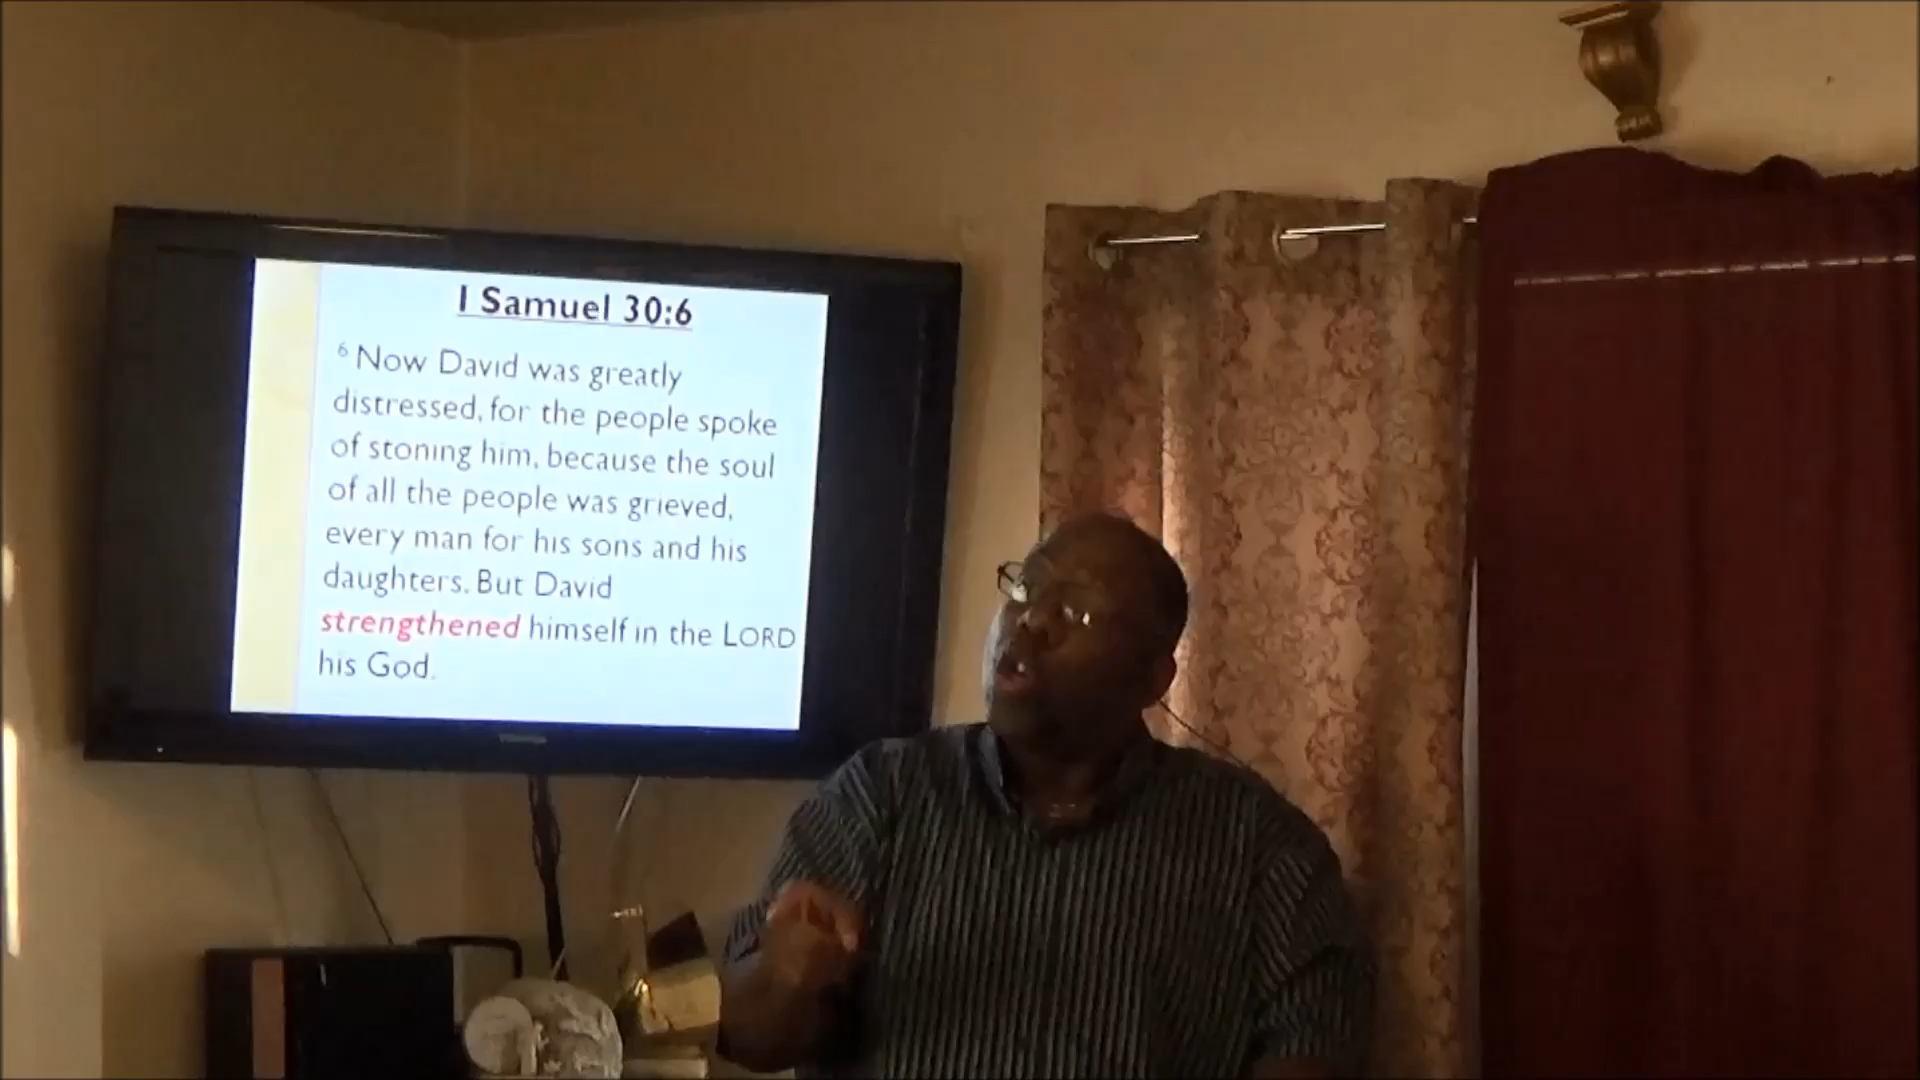 I Samuel 30:6
6 Now David was greatly
distressed, for the people spoke
of stoning him, because the soul
of all the people was grieved,
every man for his sons and his
daughters. But David
strengthened himself in the LORD
his God.